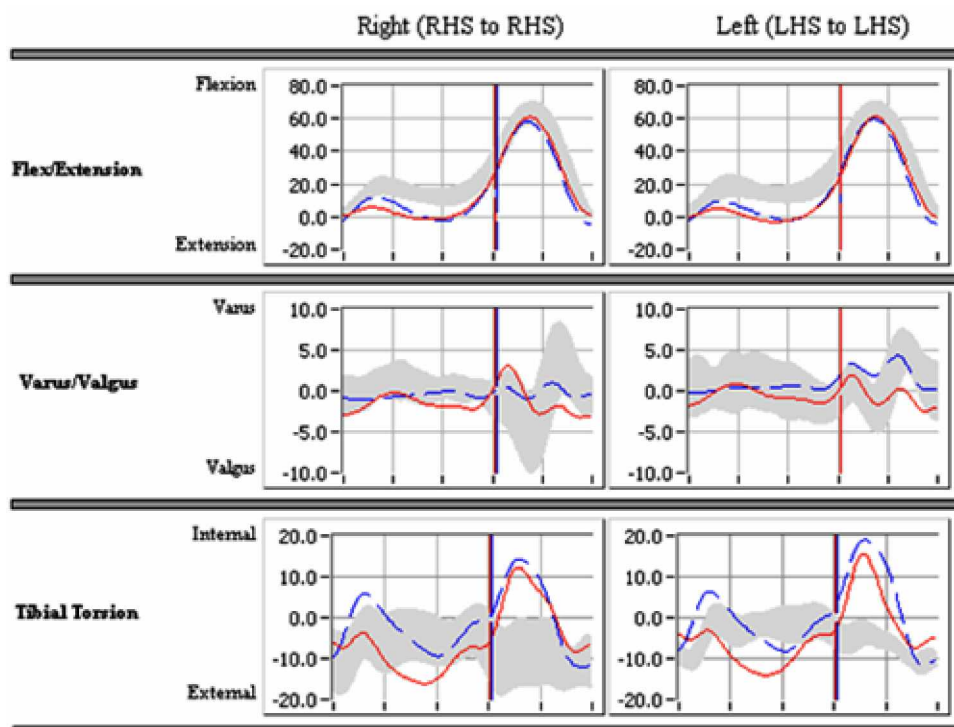 Right (RHS to RHS) Left (LHS to LHS)
Flexion 80.0 80.0
60.0 60.0
Flex/Extension 40.0 40.0
20.0 20.0
0.0 0.0
Extension -20.0 -20.0
Varus 10.0 10.0
5.0 5.0
Varus/Valgus 0.0 0.0
-5.0 -5.0
Valgus -10.0 -10.0
Internal 20.0 20.0
10.0 10.0
Tibial Torsion 0.0 0.0
-10.0 -10.0
External -20.0 -20.0